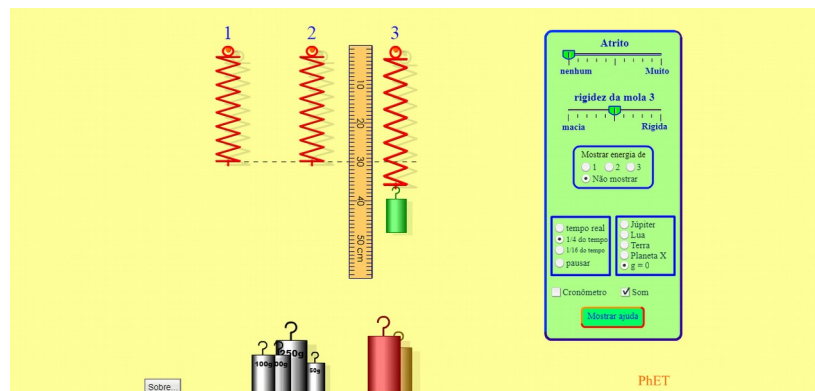 1 2 3
Atrito
nenhum Muito
rigidez da mola 3
macia Rígida
Mostrar energia de
1 2 3
Não mostrar
10
20
30
40
50 cm
tempo real
1/4 do tempo
1/16 do tempo
pausar
Júpiter
Lua
Terra
Planeta X
g = 0
Cronômetro Som
Mostrar ajuda
250g
100g
50g
Sobre...
PhET